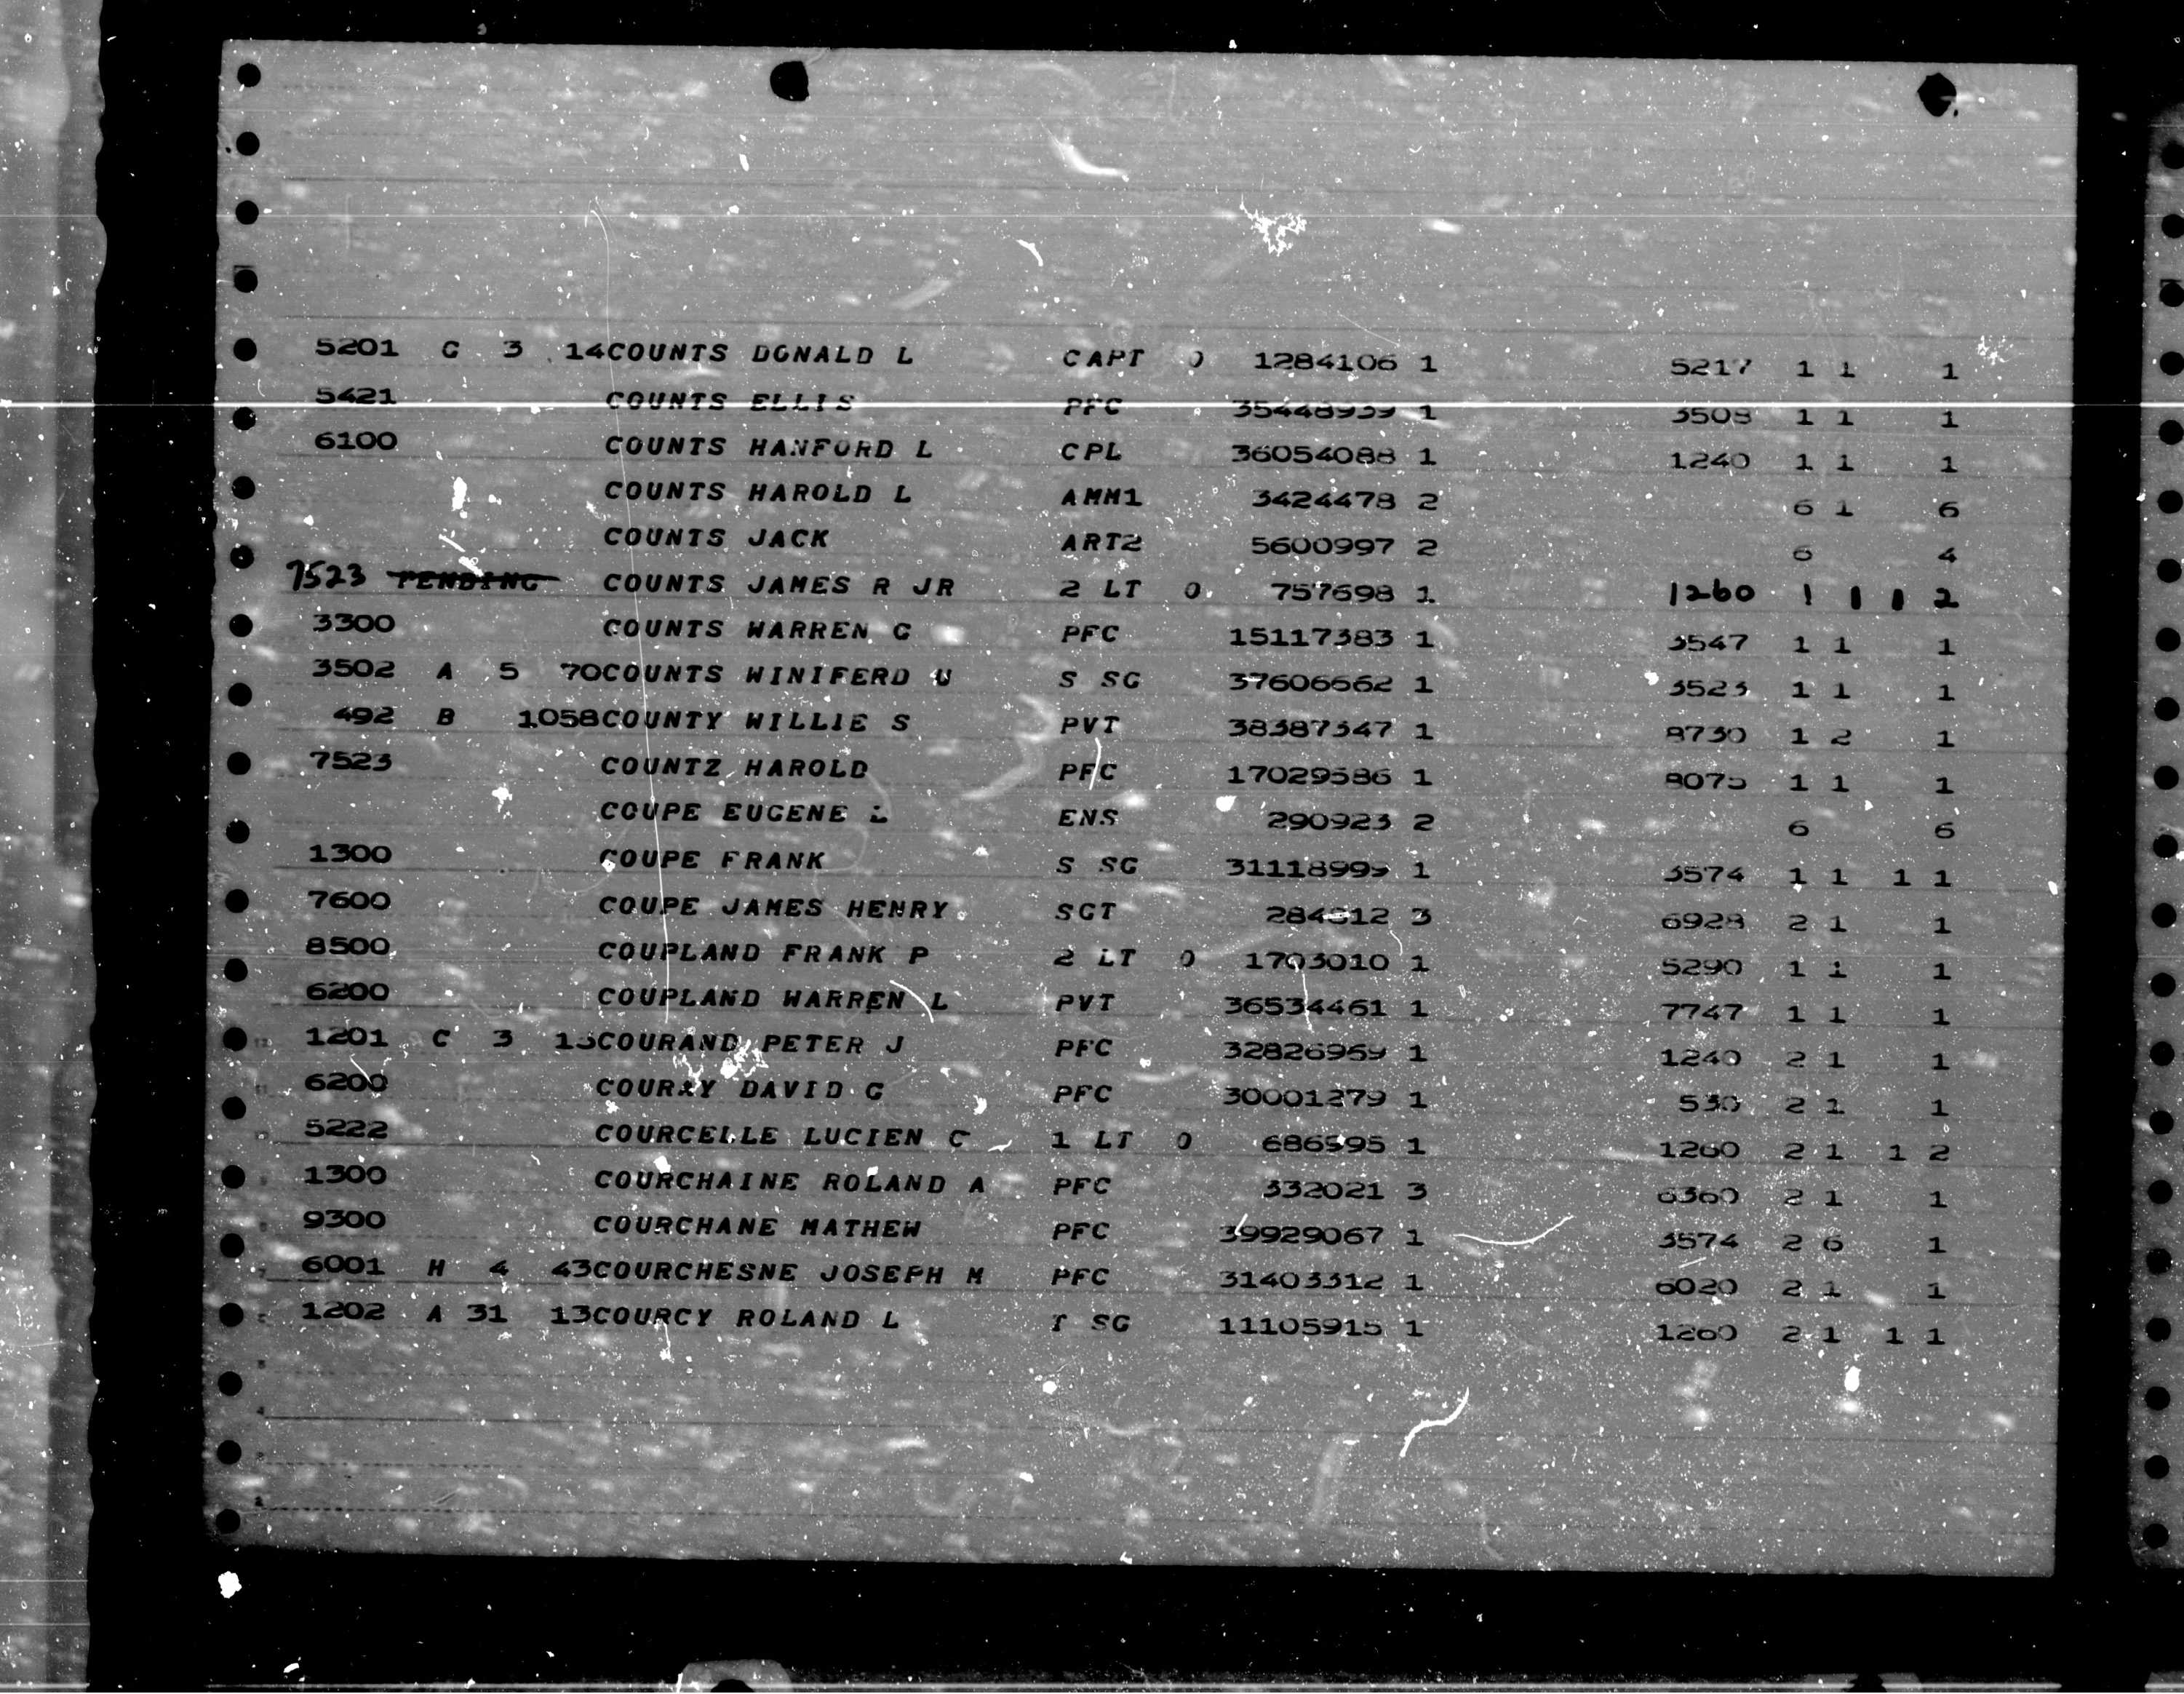 5201 G 3 14COUNTS DONALD L CAPT O 1284106 1 5217 1 1 1
5421 COUNTS ELLIS PFC 35448939 1 3508 1 1 1
6100 COUNTS HANFORD L CPL 36054088 1 1240 1 1 1
COUNTS HAROLD L AMM1 3424478 2 6 1 6
COUNTS JACK ART2 5600997 2 6 4
7523 PENDING COUNTS JAMES R JR 2 LT O 757698 1 1260 1 1 1 2
3300 COUNTS WARREN G PFC 15117383 1 3547 1 1 1
3502 A 5 70COUNTS WINIFERD U S SG 37606662 1 3523 1 1 1
492 B 1058COUNTY WILLIE S PVT 38387347 1 8730 1 2 1
7523 COUNTZ HAROLD PFC 17029586 1 8075 1 1 1
COUPE EUGENE L ENS 290923 2 6 6
1300 COUPE FRANK S SG 31118999 1 3574 1 1 1 1
7600 COUPE JAMES HENRY SGT 3 6928 2 1 1
8500 COUPLAND FRANK P 2 LT O 1703010 1 5290 1 1 1
6200 COUPLAND WARREN L PVT 36534461 1 7747 1 1 1
1201 C 3 COURAND PETER J PFC 32826969 1 1240 2 1 1
6200 COURAY DAVID G PFC 30001279 1 530 2 1 1
5222 COURCELLE LUCIEN C 1 LT O 686595 1 1260 2 1 1 2
1300 COURCHAINE ROLAND A PFC 332021 3 6360 2 1 1
9300 COURCHANE MATHEW PFC 39929067 1 3574 2 6 1
6001 H 4 43COURCHESNE JOSEPH M PFC 31403312 1 6020 2 1 1
1202 A 31 13COURCY ROLAND L T SG 11105915 1 1260 2 1 1 1